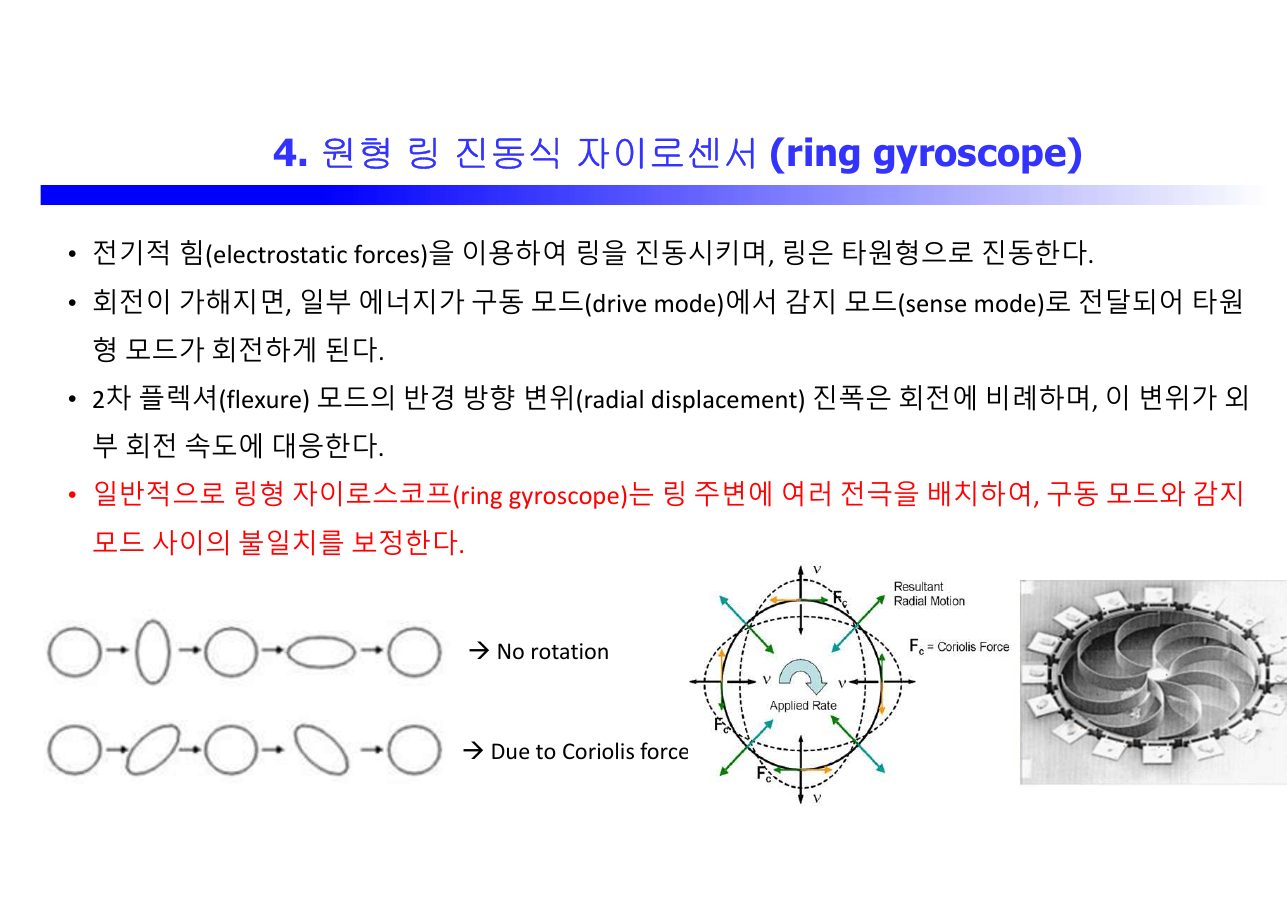 4. 원형 링 진동식 자이로센서 (ring gyroscope)
• 전기적 힘(electrostatic forces)을 이용하여 링을 진동시키며, 링은 타원형으로 진동한다.
• 회전이 가해지면, 일부 에너지가 구동 모드(drive mode)에서 감지 모드(sense mode)로 전달되어 타원
형 모드가 회전하게 된다.
• 2차 플렉셔(flexure) 모드의 반경 방향 변위(radial displacement) 진폭은 회전에 비례하며, 이 변위가 외
부 회전 속도에 대응한다.
• 일반적으로 링형 자이로스코프(ring gyroscope)는 링 주변에 여러 전극을 배치하여, 구동 모드와 감지
모드 사이의 불일치를 보정한다.
→ No rotation
→ Due to Coriolis force
v
Fc
Resultant
Radial Motion
Fc = Coriolis Force
v
v
Applied Rate
Fc
Fc
v